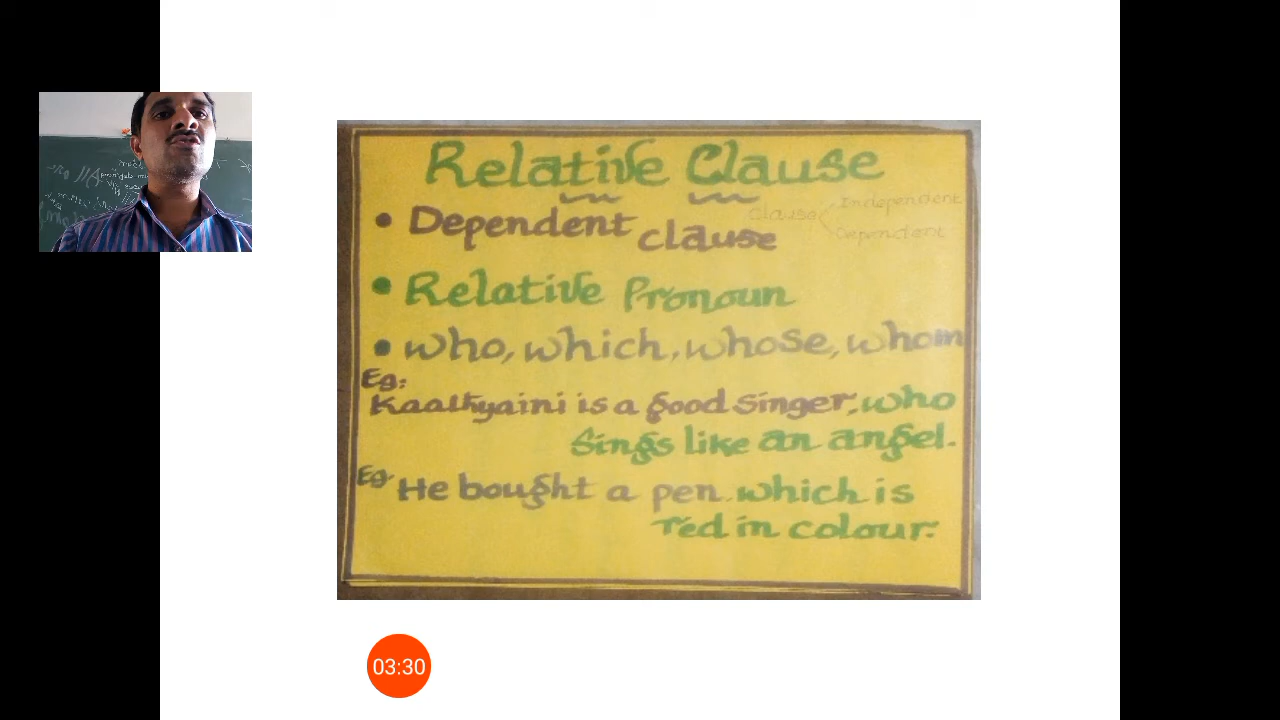 Relative Clause
• Dependent clause
Clause Independent
Dependent
• Relative Pronoun
• who, which, whose, whom
Eg:
Kaathyaini is a good singer, who
sings like an angel.
Eg He bought a pen which is
red in colour.
03:30